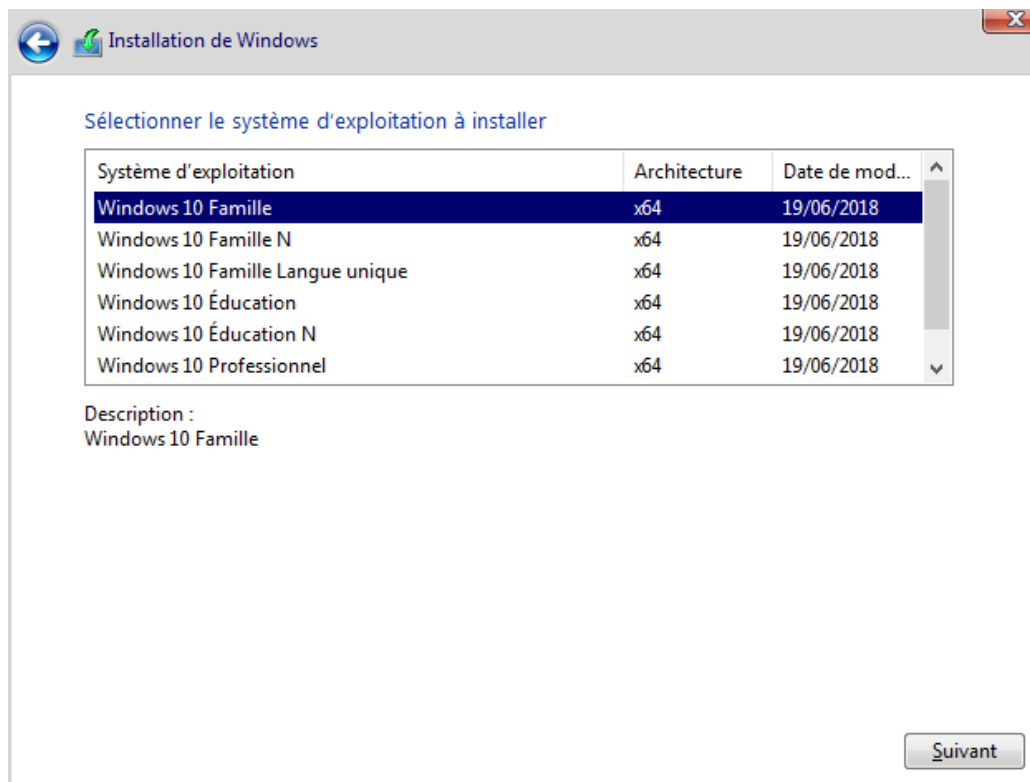 Installation de Windows
Sélectionner le système d'exploitation à installer
Système d'exploitation Architecture Date de mod...
Windows 10 Famille x64 19/06/2018
Windows 10 Famille N x64 19/06/2018
Windows 10 Famille Langue unique x64 19/06/2018
Windows 10 Éducation x64 19/06/2018
Windows 10 Éducation N x64 19/06/2018
Windows 10 Professionnel x64 19/06/2018
Description :
Windows 10 Famille
Suivant